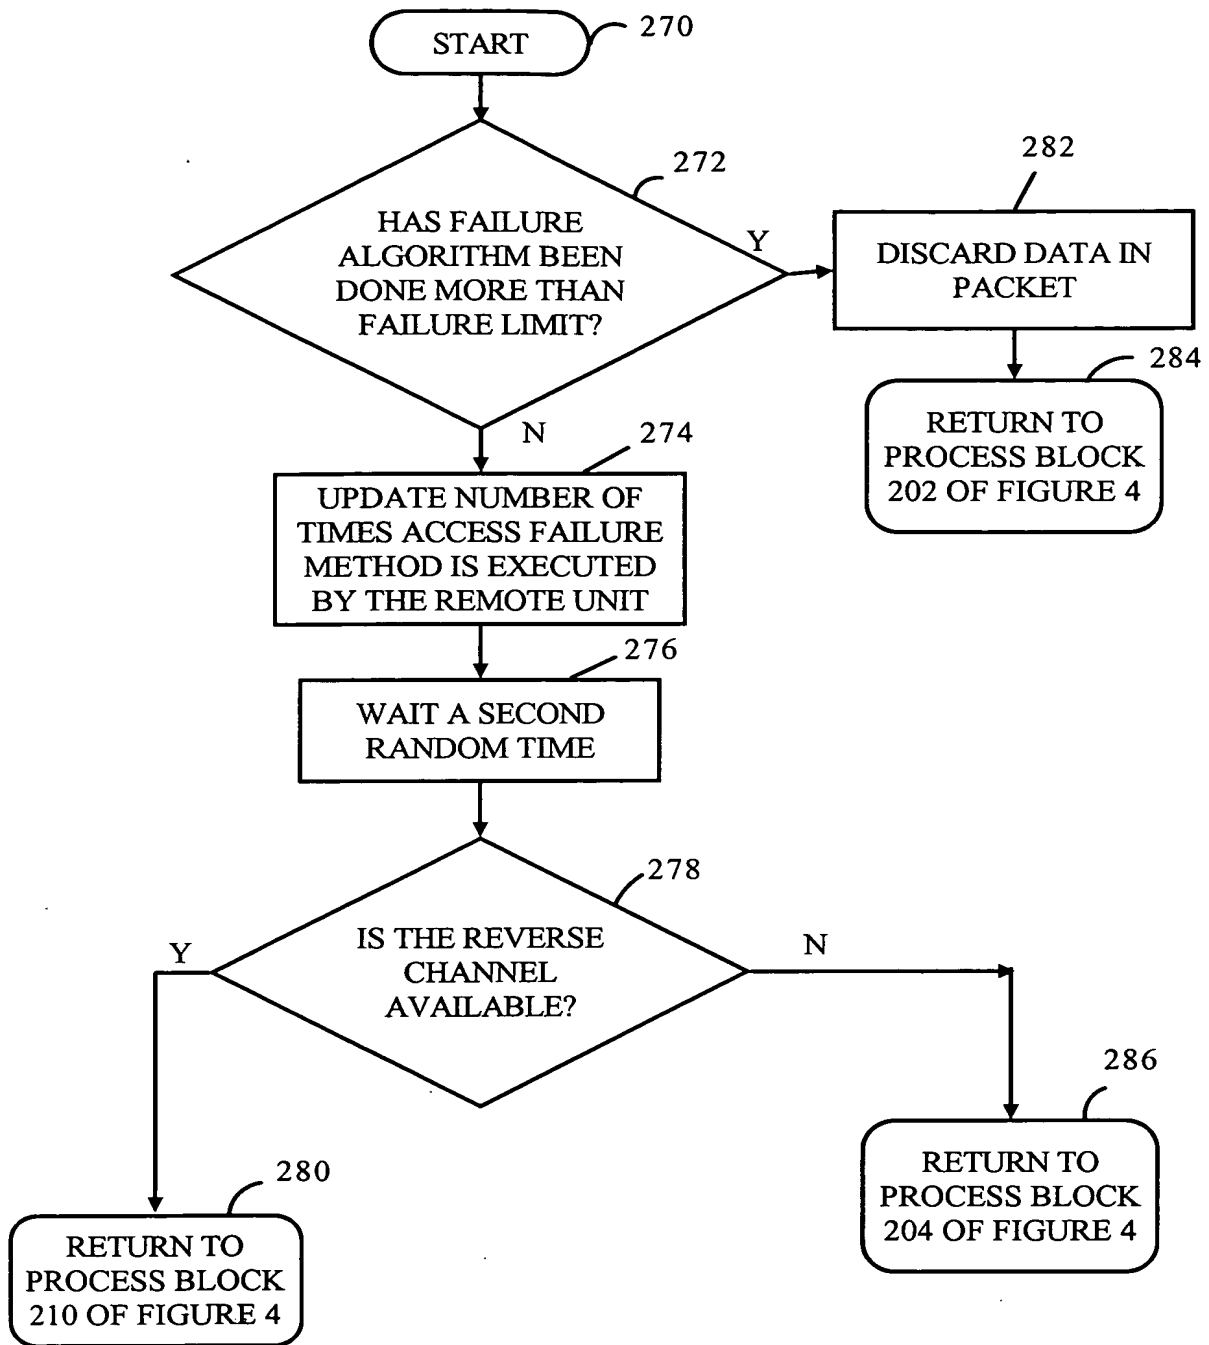 START
270
272
HAS FAILURE
ALGORITHM BEEN
DONE MORE THAN
FAILURE LIMIT?
Y
282
DISCARD DATA IN
PACKET
284
RETURN TO
PROCESS BLOCK
202 OF FIGURE 4
N
274
UPDATE NUMBER OF
TIMES ACCESS FAILURE
METHOD IS EXECUTED
BY THE REMOTE UNIT
276
WAIT A SECOND
RANDOM TIME
278
IS THE REVERSE
CHANNEL
AVAILABLE?
Y
N
280
RETURN TO
PROCESS BLOCK
210 OF FIGURE 4
286
RETURN TO
PROCESS BLOCK
204 OF FIGURE 4